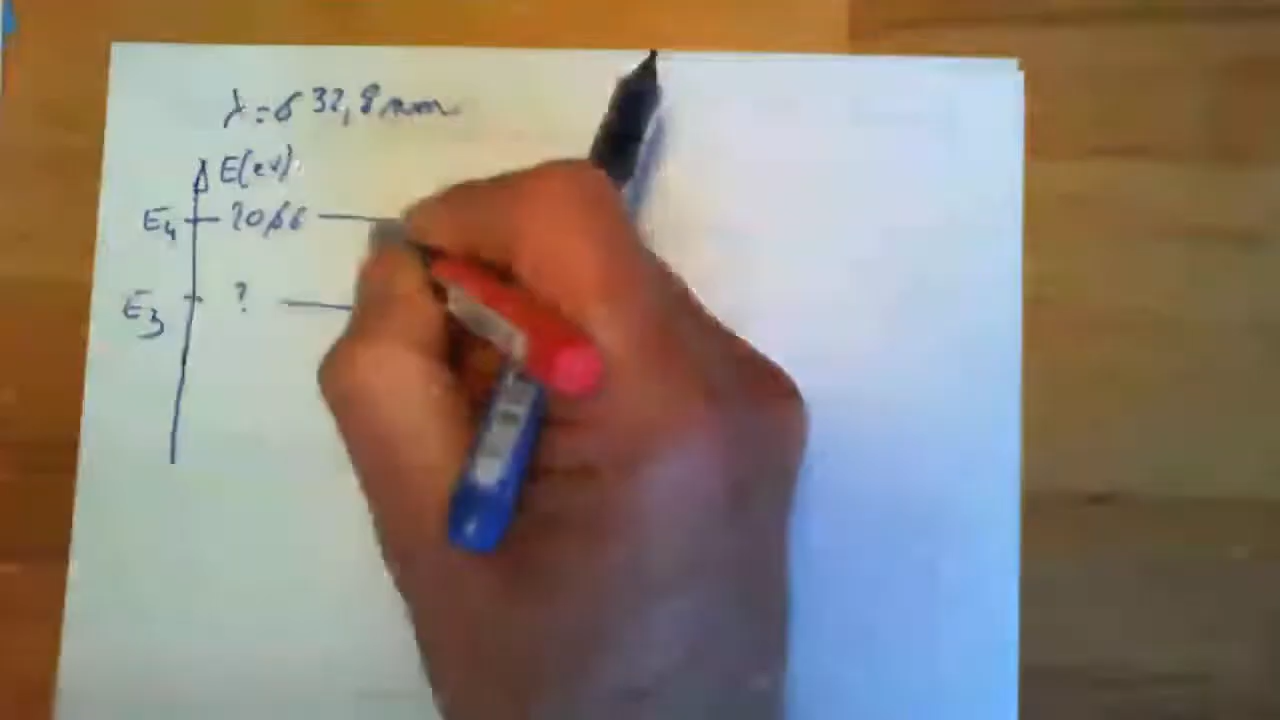 λ = 632,8 nm
E(ev)
E4 20,66
E3 ?